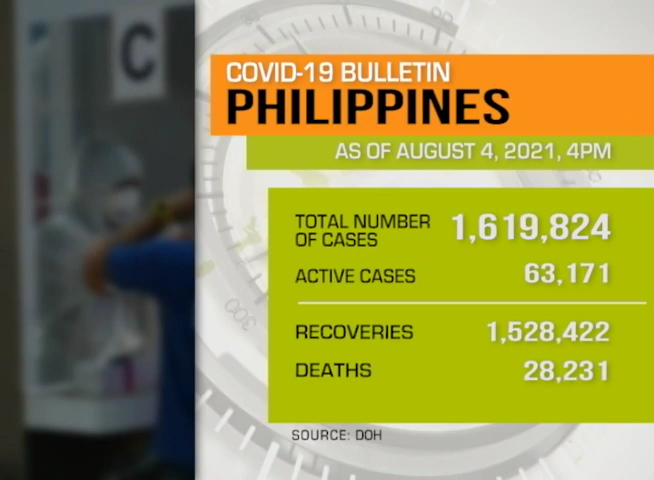 C
COVID-19 BULLETIN
PHILIPPINES
AS OF AUGUST 4, 2021, 4PM
TOTAL NUMBER
OF CASES 1,619,824
ACTIVE CASES 63,171
RECOVERIES 1,528,422
DEATHS 28,231
SOURCE: DOH
300